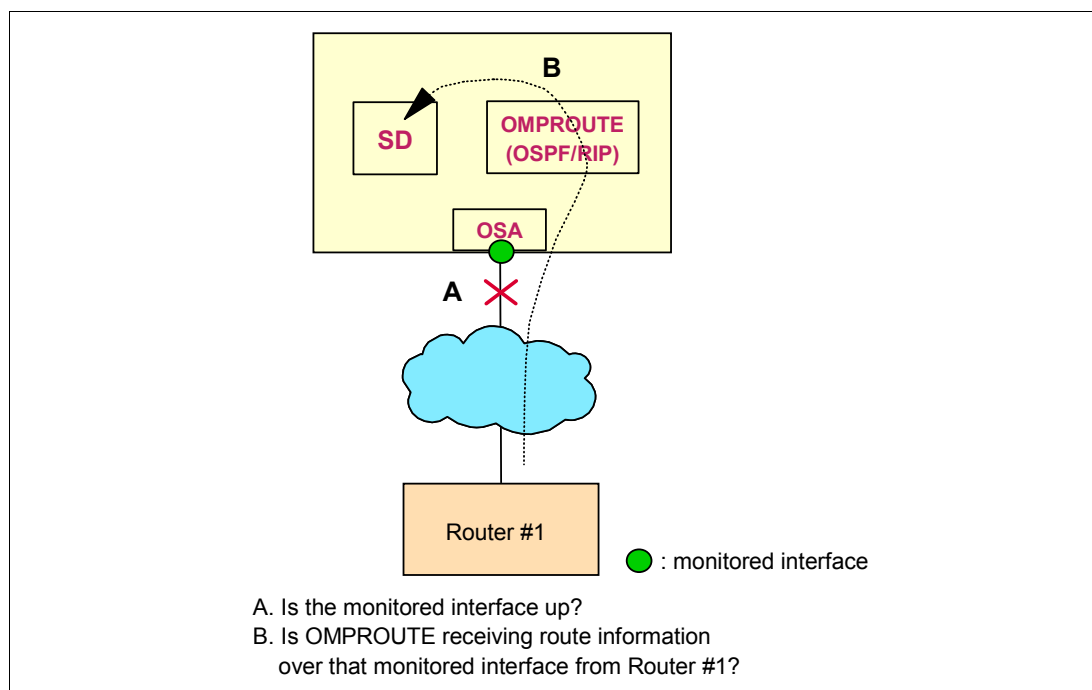 B
SD
OMPROUTE
(OSPF/RIP)
OSA
A
Router #1
: monitored interface
A. Is the monitored interface up?
B. Is OMPROUTE receiving route information
over that monitored interface from Router #1?